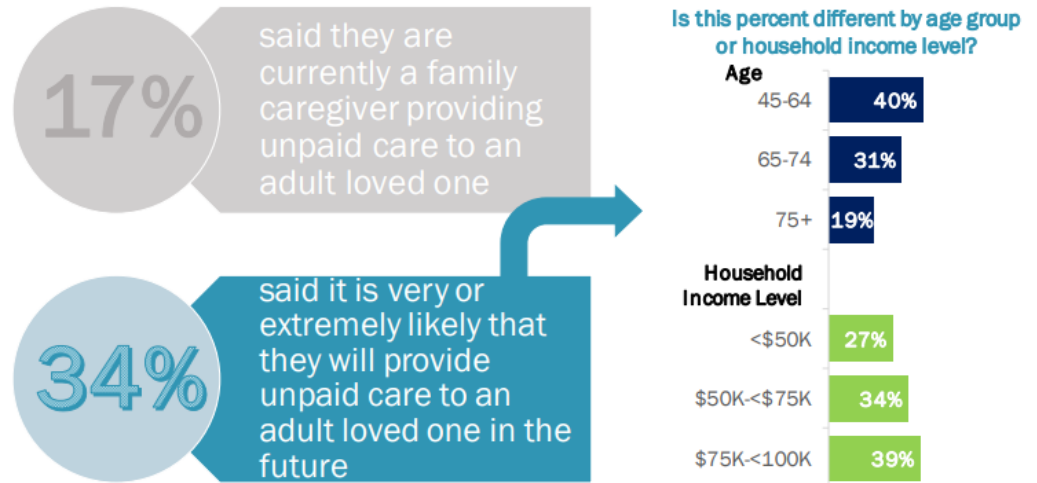 17%
said they are
currently a family
caregiver providing
unpaid care to an
adult loved one
34%
said it is very or
extremely likely that
they will provide
unpaid care to an
adult loved one in the
future
Is this percent different by age group
or household income level?
Age
45-64 40%
65-74 31%
75+ 19%
Household
Income Level
<$50K 27%
$50K-<$75K 34%
$75K-<100K 39%